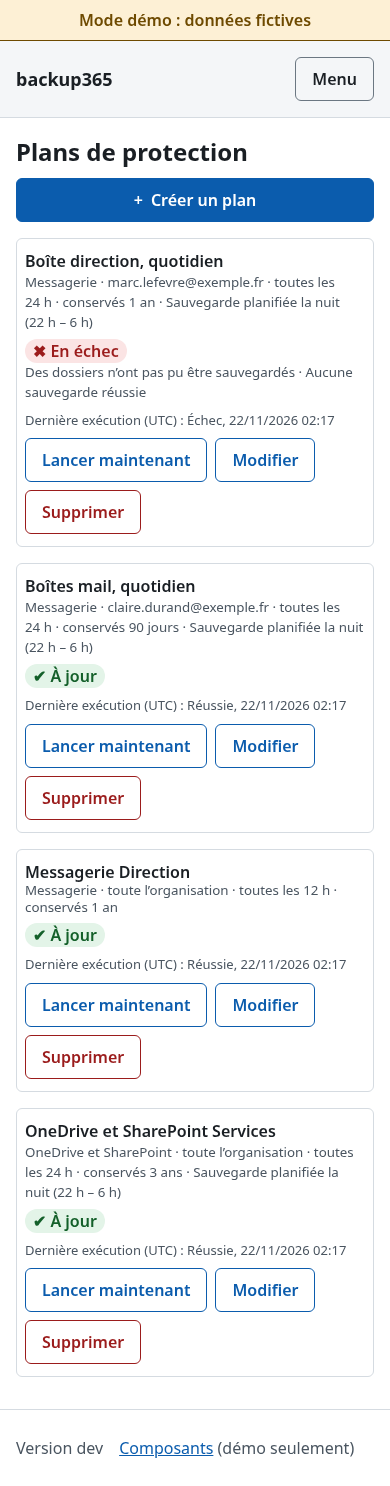 Mode démo : données fictives
backup365
Menu
Plans de protection
+ Créer un plan
Boîte direction, quotidien
Messagerie · marc.lefevre@exemple.fr · toutes les
24 h · conservés 1 an · Sauvegarde planifiée la nuit
(22 h – 6 h)
✖ En échec
Des dossiers n’ont pas pu être sauvegardés · Aucune
sauvegarde réussie
Dernière exécution (UTC) : Échec, 22/11/2026 02:17
Lancer maintenant
Modifier
Supprimer
Boîtes mail, quotidien
Messagerie · claire.durand@exemple.fr · toutes les
24 h · conservés 90 jours · Sauvegarde planifiée la nuit
(22 h – 6 h)
✔ À jour
Dernière exécution (UTC) : Réussie, 22/11/2026 02:17
Lancer maintenant
Modifier
Supprimer
Messagerie Direction
Messagerie · toute l’organisation · toutes les 12 h ·
conservés 1 an
✔ À jour
Dernière exécution (UTC) : Réussie, 22/11/2026 02:17
Lancer maintenant
Modifier
Supprimer
OneDrive et SharePoint Services
OneDrive et SharePoint · toute l’organisation · toutes
les 24 h · conservés 3 ans · Sauvegarde planifiée la
nuit (22 h – 6 h)
✔ À jour
Dernière exécution (UTC) : Réussie, 22/11/2026 02:17
Lancer maintenant
Modifier
Supprimer
Version dev Composants (démo seulement)